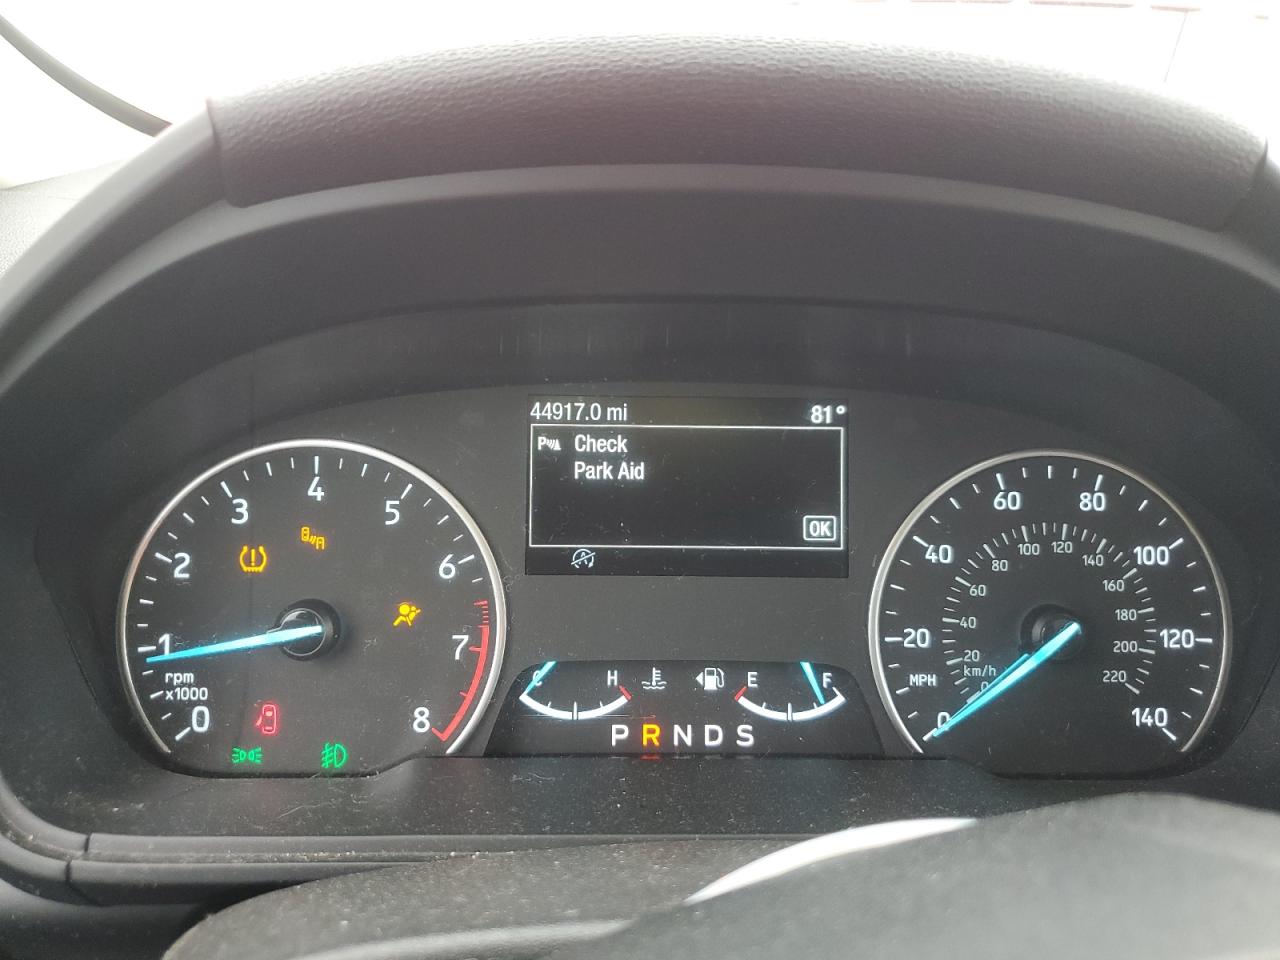 44917.0 mi 81°
Check
Park Aid
OK
0 1 2 3 4 5 6 7 8
rpm
x1000
C H E F
P R N D S
0 20 40 60 80 100 120 140
MPH
0 20 40 60 80 100 120 140 160 180 200 220
km/h